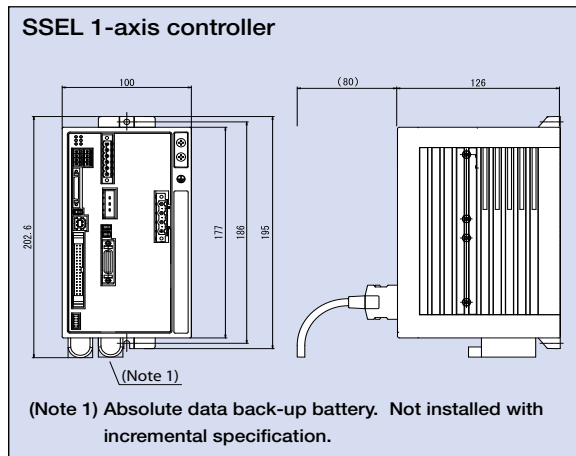 SSEL 1-axis controller
100
(80)
126
202.6
177
186
195
(Note 1)
(Note 1) Absolute data back-up battery. Not installed with
incremental specification.